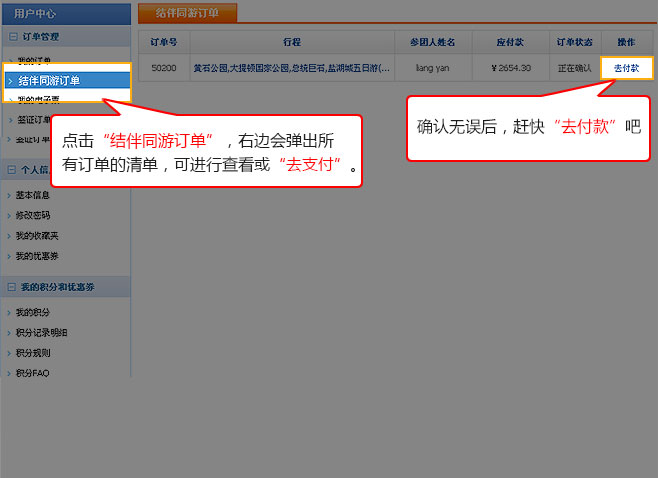 用户中心
订单管理
我的订单
结伴同游订单
我的电子票
签证订单
签证订单
个人信息
基本信息
修改密码
我的收藏夹
我的优惠券
我的积分和优惠券
我的积分
积分记录明细
积分规则
积分FAQ
结伴同游订单
订单号 行程 参团人姓名 应付款 订单状态 操作
50200 黄石公园,大提顿国家公园,总统巨石,盐湖城五日游(... liang yan ¥2654.30 正在确认 去付款
点击“结伴同游订单”，右边会弹出所
有订单的清单，可进行查看或“去支付”。
确认无误后，赶快“去付款”吧